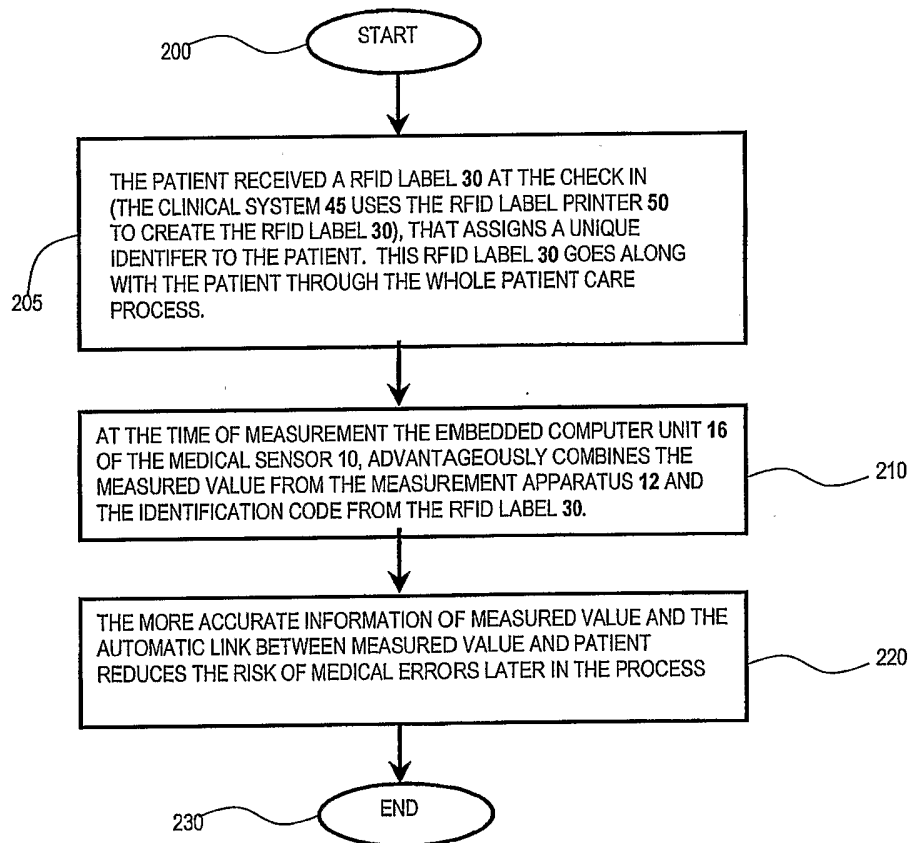 START
200
THE PATIENT RECEIVED A RFID LABEL 30 AT THE CHECK IN
(THE CLINICAL SYSTEM 45 USES THE RFID LABEL PRINTER 50
TO CREATE THE RFID LABEL 30), THAT ASSIGNS A UNIQUE
IDENTIFER TO THE PATIENT. THIS RFID LABEL 30 GOES ALONG
WITH THE PATIENT THROUGH THE WHOLE PATIENT CARE
PROCESS.
205
AT THE TIME OF MEASUREMENT THE EMBEDDED COMPUTER UNIT 16
OF THE MEDICAL SENSOR 10, ADVANTAGEOUSLY COMBINES THE
MEASURED VALUE FROM THE MEASUREMENT APPARATUS 12 AND
THE IDENTIFICATION CODE FROM THE RFID LABEL 30.
210
THE MORE ACCURATE INFORMATION OF MEASURED VALUE AND THE
AUTOMATIC LINK BETWEEN MEASURED VALUE AND PATIENT
REDUCES THE RISK OF MEDICAL ERRORS LATER IN THE PROCESS
220
END
230